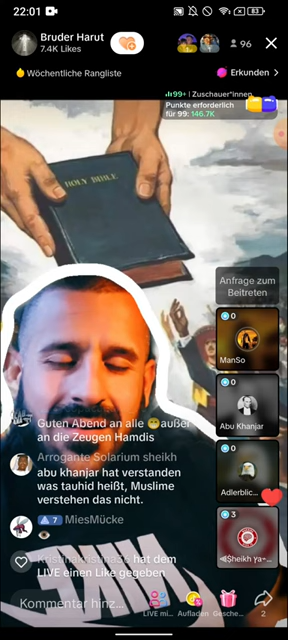 22:01
83
Bruder Harut
7.4K Likes
96
Wöchentliche Rangliste
Erkunden >
99+ | Zuschauer*innen
Punkte erforderlich
für 99: 146.7K
HOLY BIBLE
Anfrage zum
Beitreten
0
ManSo
0
Abu Khanjar
0
Adlerblic...
3
Guten Abend an alle 😁außer
an die Zeugen Hamdis
Arrogante Solarium sheikh
abu khanjar hat verstanden
was tauhid heißt, Muslime
verstehen das nicht.
7 MiesMücke
👁
hat dem
LIVE einen Like gegeben
Kommentar hinz...
LIVE mi...
Aufladen
Gesche...
2